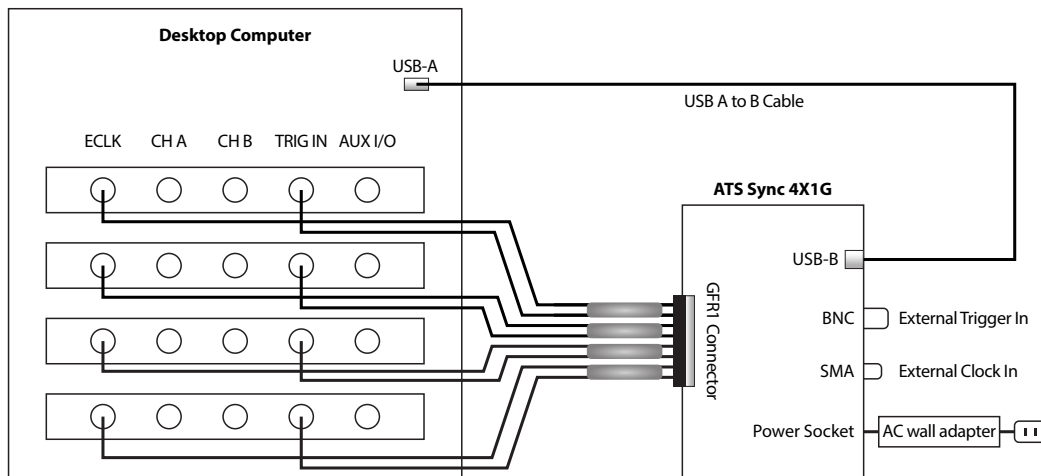 Desktop Computer
USB-A
USB A to B Cable
ECLK CH A CH B TRIG IN AUX I/O
ATS Sync 4X1G
USB-B
GFR1 Connector
BNC External Trigger In
SMA External Clock In
Power Socket AC wall adapter